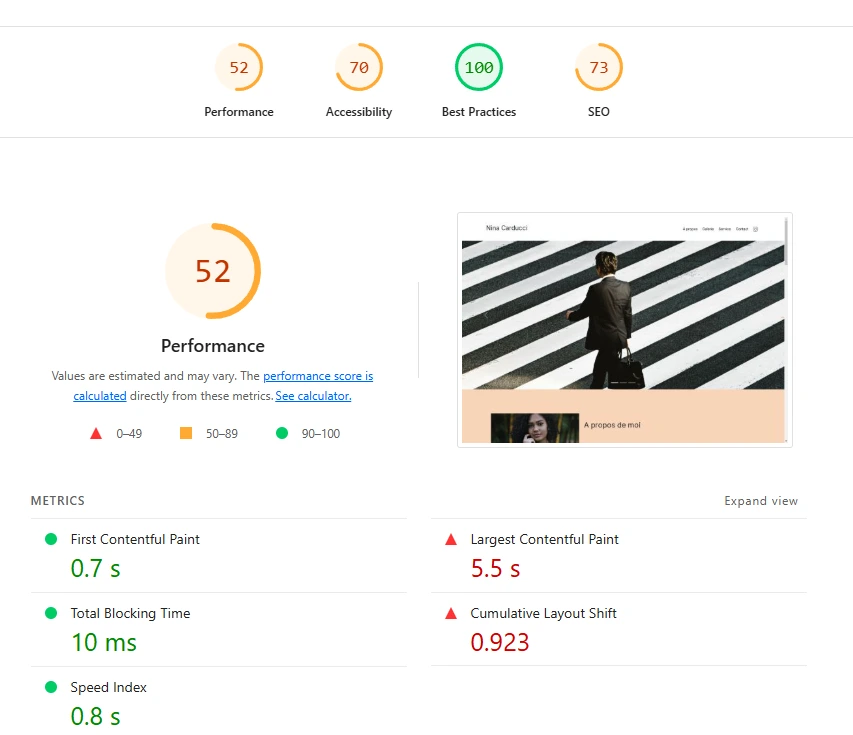 52
70
100
73
Performance
Accessibility
Best Practices
SEO
52
Performance
Values are estimated and may vary. The performance score is
calculated directly from these metrics. See calculator.
0–49
50–89
90–100
Nina Carducci
A propos Galerie Services Contact
A propos de moi
METRICS
Expand view
First Contentful Paint
0.7 s
Largest Contentful Paint
5.5 s
Total Blocking Time
10 ms
Cumulative Layout Shift
0.923
Speed Index
0.8 s